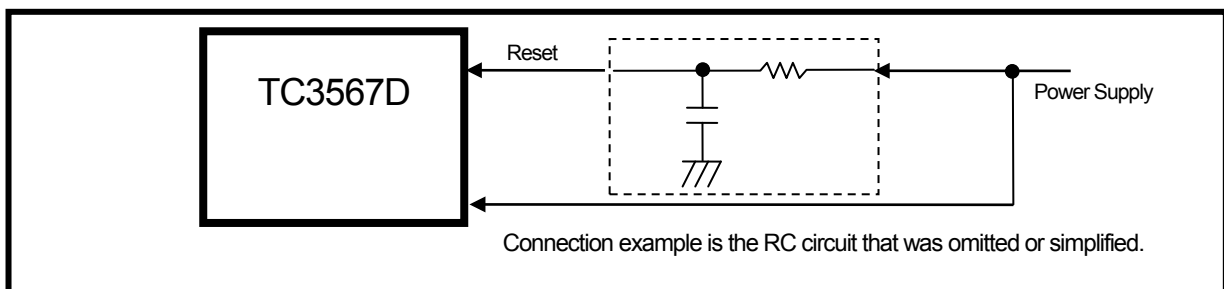 Reset
TC3567D
Power Supply
Connection example is the RC circuit that was omitted or simplified.